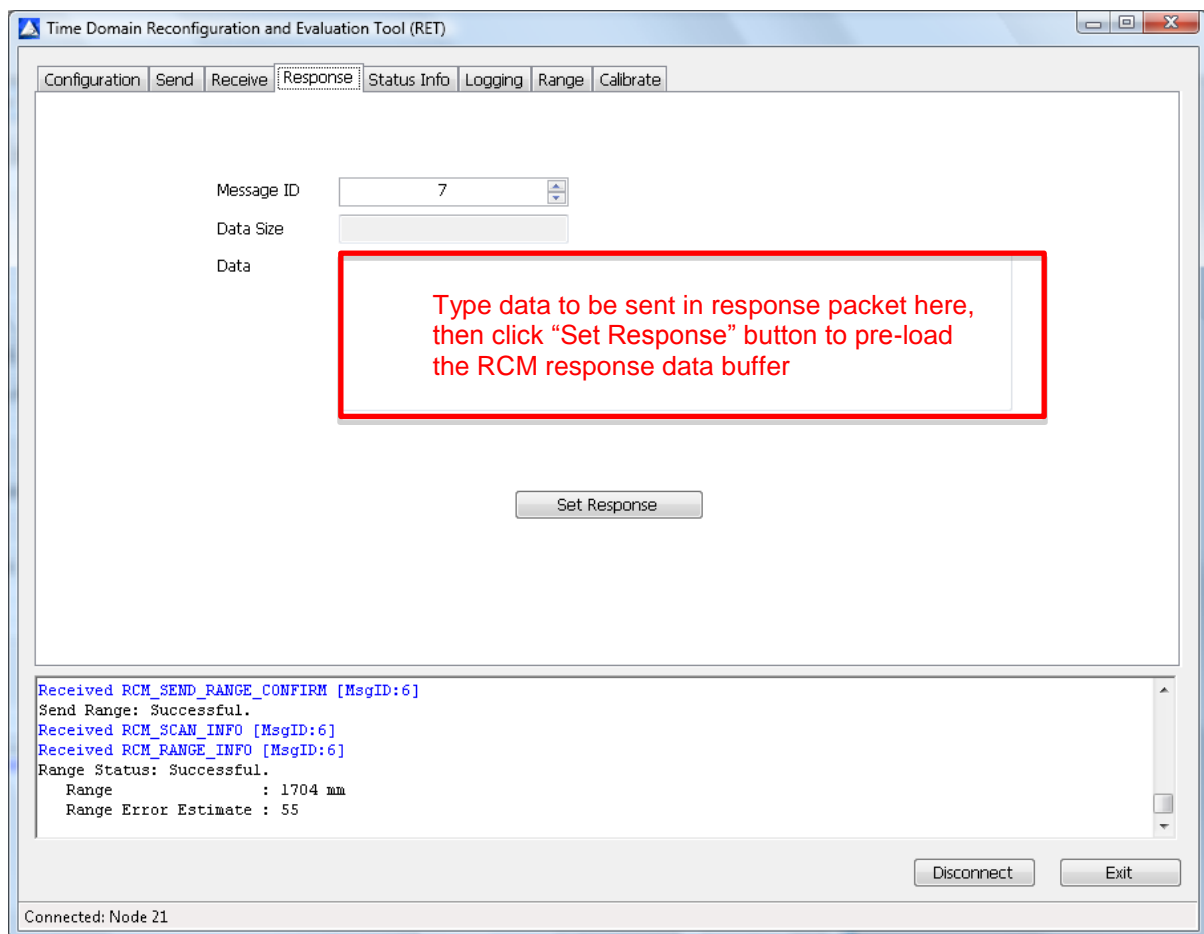 Time Domain Reconfiguration and Evaluation Tool (RET)
Configuration Send Receive Response Status Info Logging Range Calibrate
Message ID 7
Data Size
Data
Type data to be sent in response packet here,
then click “Set Response” button to pre-load
the RCM response data buffer
Set Response
Received RCM_SEND_RANGE_CONFIRM [MsgID:6]
Send Range: Successful.
Received RCM_SCAN_INFO [MsgID:6]
Received RCM_RANGE_INFO [MsgID:6]
Range Status: Successful.
Range : 1704 mm
Range Error Estimate : 55
Disconnect Exit
Connected: Node 21